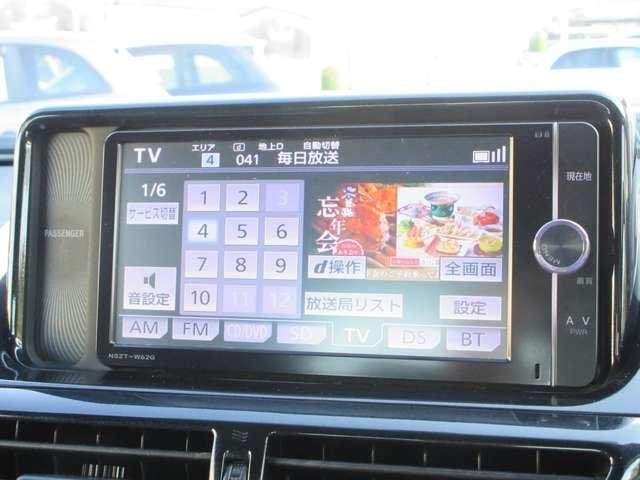 TV エリア 4 d 地上D 041 自動切替 毎日放送
1/6
サービス切替
1 2 3
4 5 6
7 8 9
10 11 12
忘年会
d操作
全画面
音設定
放送局リスト
設定
AM FM CD/DVD SD TV DS BT
NSZT-W62G
PASSENGER
現在地
画質
AV
PWR